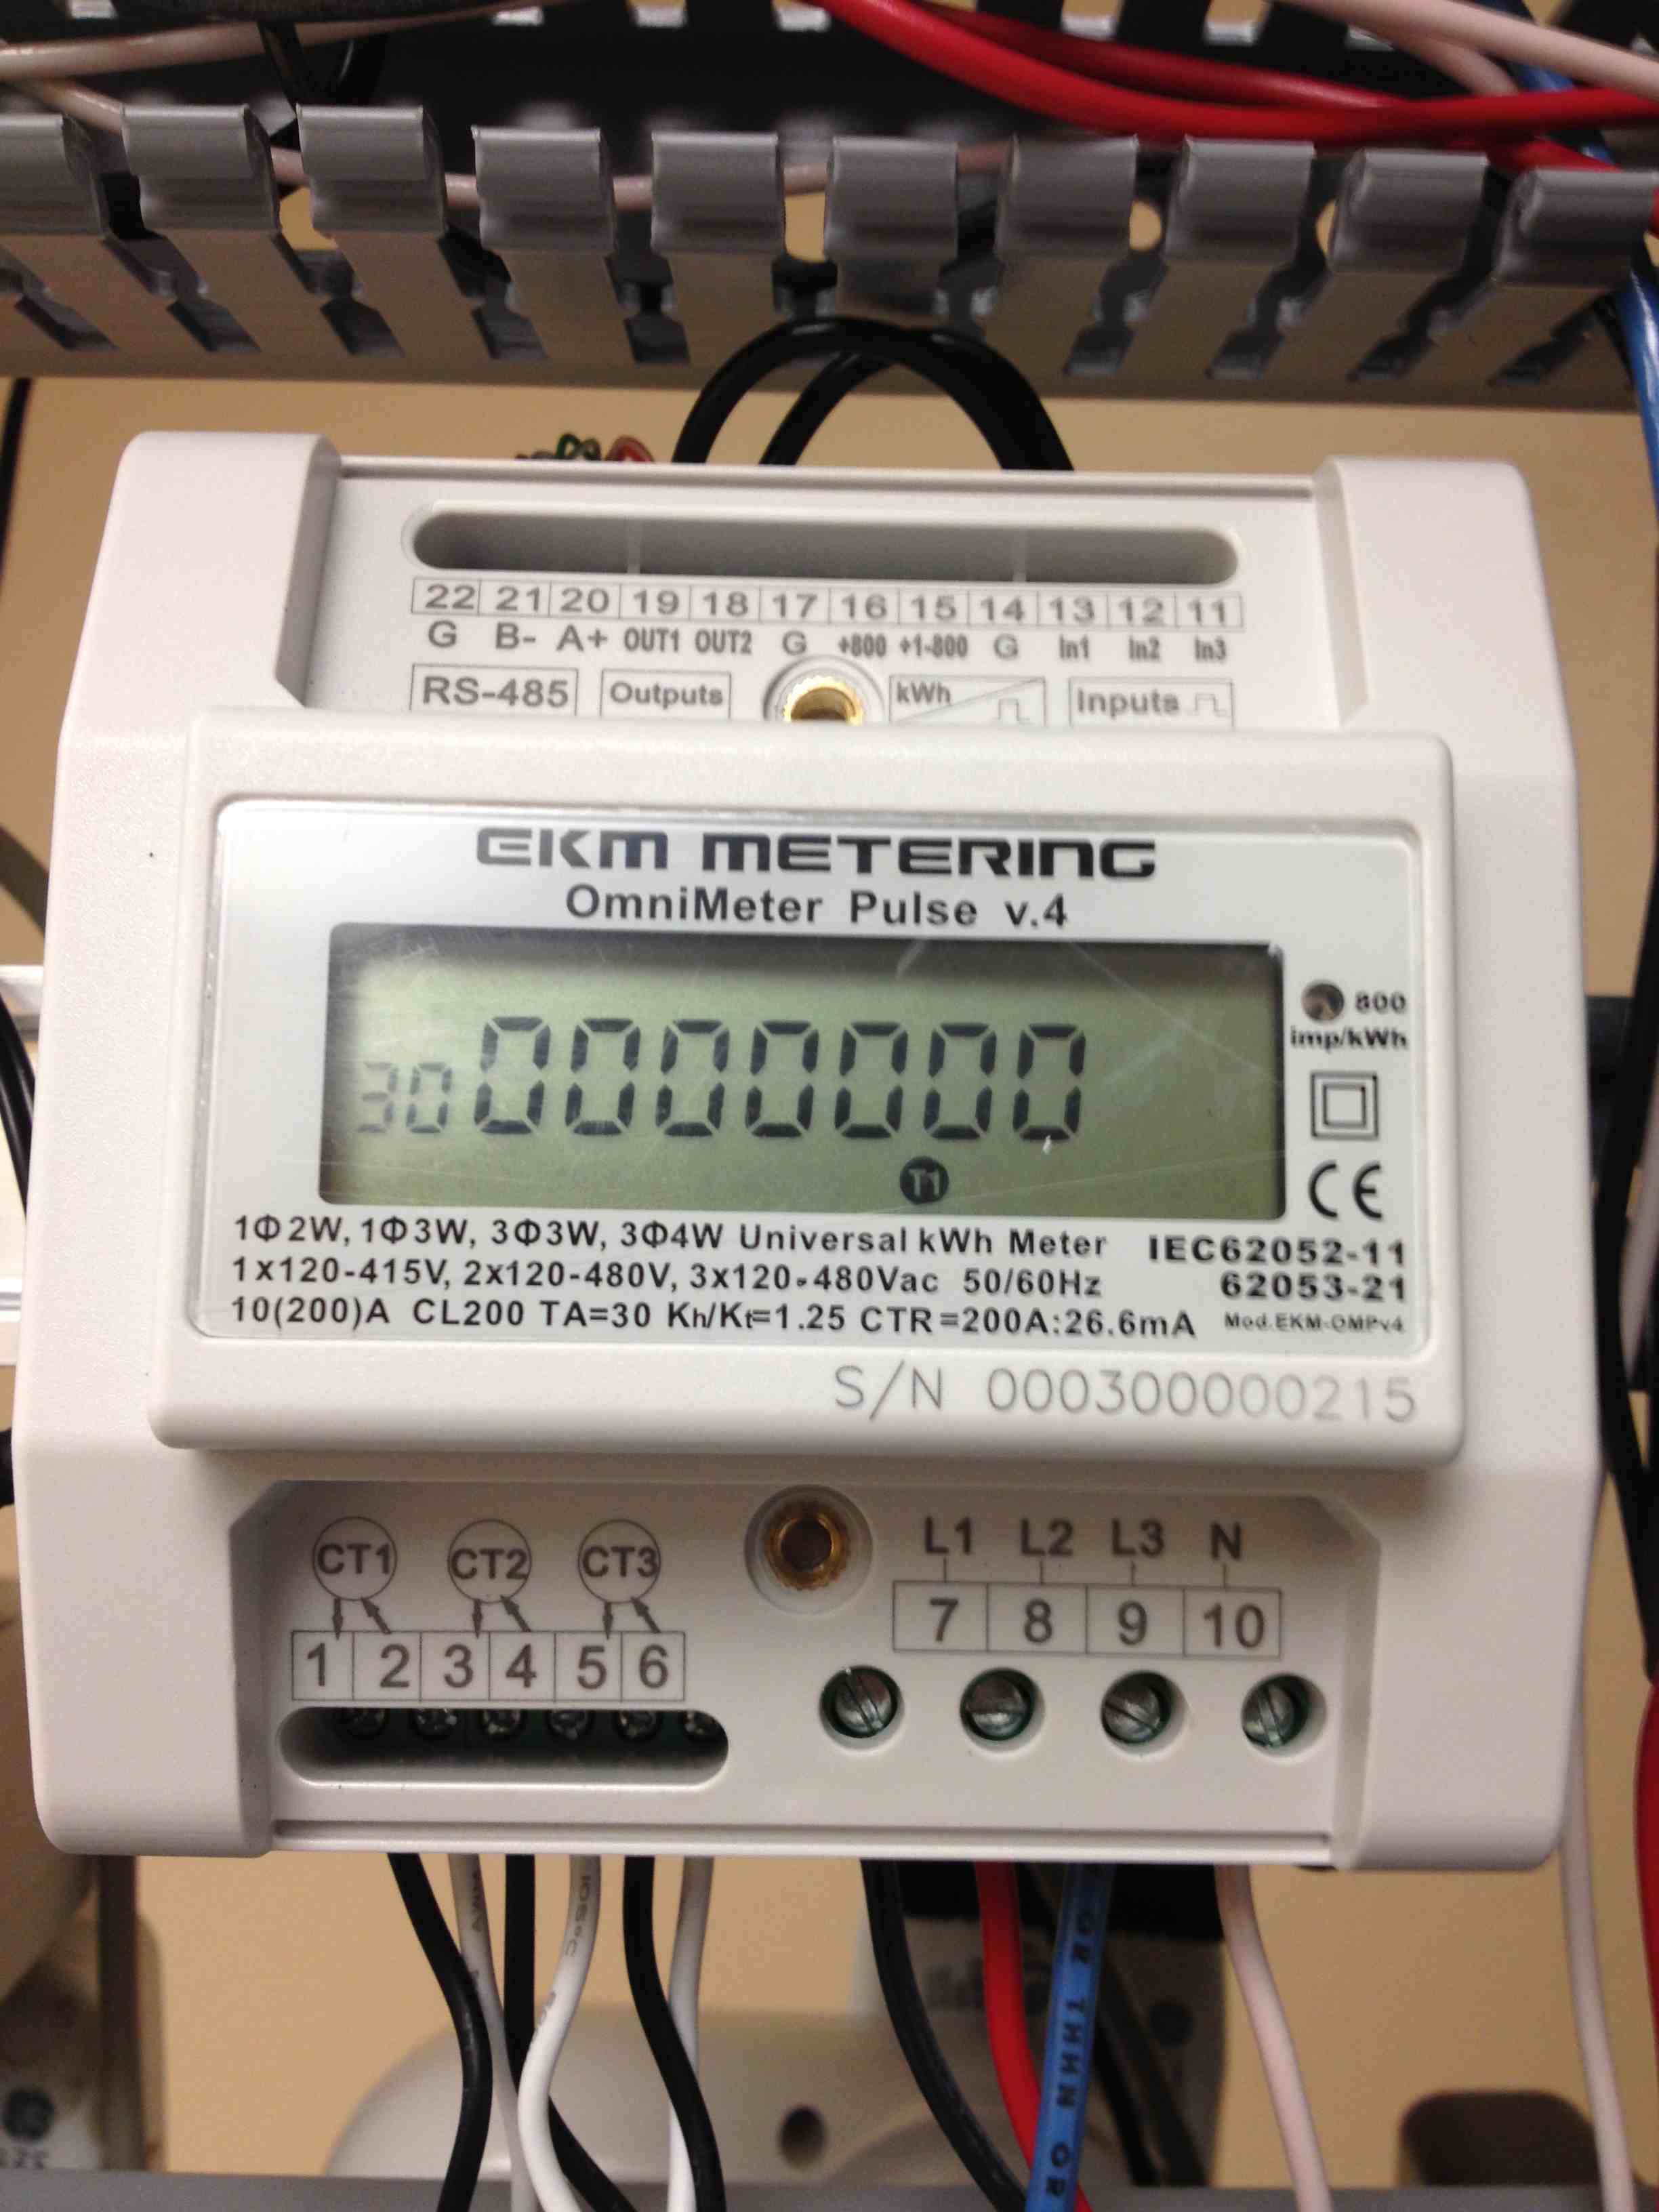 22 21 20 19 18 17 16 15 14 13 12 11
G B- A+ OUT1 OUT2 G +800 +1-800 G In1 In2 In3
RS-485 Outputs kWh Inputs
EKM METERING
OmniMeter Pulse v.4
800
imp/kWh
30 0000000
T1
CE
1Φ2W, 1Φ3W, 3Φ3W, 3Φ4W Universal kWh Meter IEC62052-11
1x120-415V, 2x120-480V, 3x120-480Vac 50/60Hz 62053-21
10(200)A CL200 TA=30 Kh/Kt=1.25 CTR=200A:26.6mA Mod.EKM-OMPv4
S/N 000300000215
CT1 CT2 CT3 L1 L2 L3 N
1 2 3 4 5 6 7 8 9 10
OR THHN OR